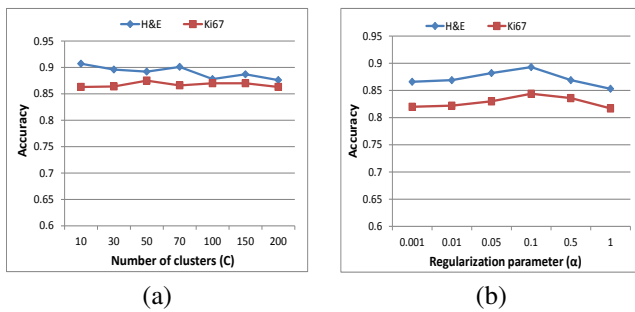 H&E Ki67
0.95
0.9
0.85
0.8
0.75
0.7
0.65
0.6
Accuracy
10 30 50 70 100 150 200
Number of clusters (C)
(a)
H&E Ki67
0.95
0.9
0.85
0.8
0.75
0.7
0.65
0.6
Accuracy
0.001 0.01 0.05 0.1 0.5 1
Regularization parameter (α)
(b)